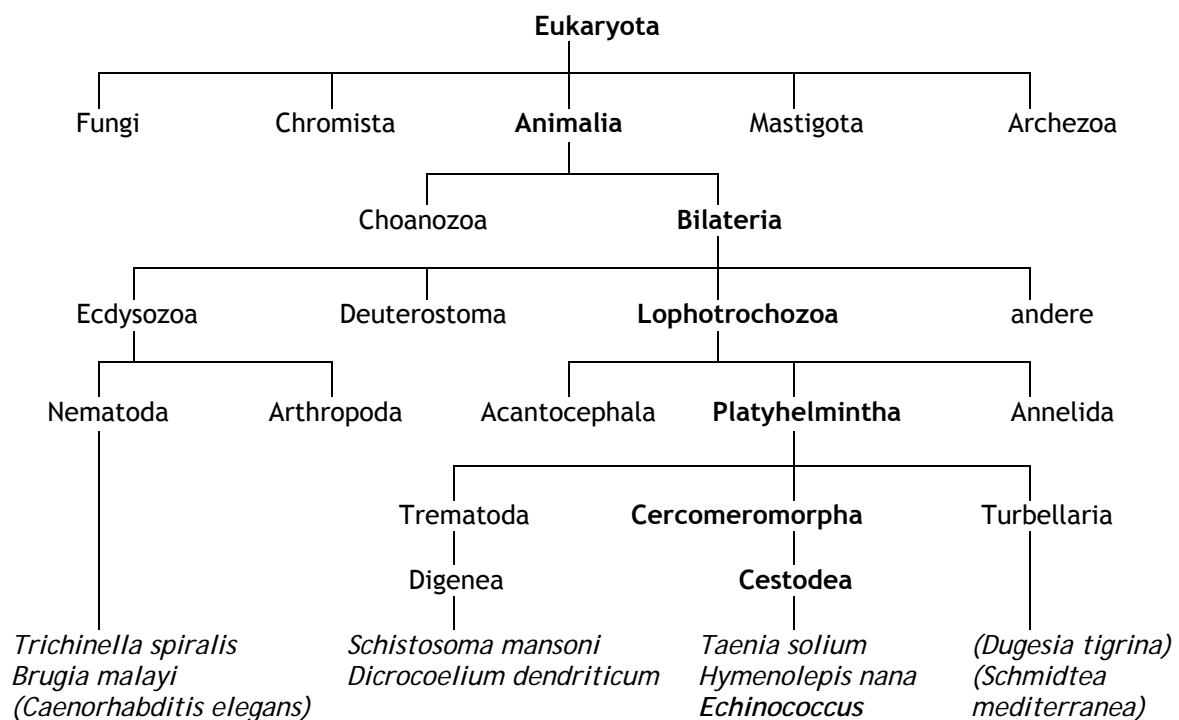 Eukaryota
Fungi Chromista Animalia Mastigota Archezoa
Choanozoa Bilateria
Ecdysozoa Deuterostoma Lophotrochozoa andere
Nematoda Arthropoda Acantocephala Platyhelmintha Annelida
Trematoda Cercomeromorpha Turbellaria
Digenea Cestodea
Trichinella spiralis Schistosoma mansoni Taenia solium (Dugesia tigrina)
Brugia malayi Dicrocoelium dendriticum Hymenolepis nana (Schmidtea
(Caenorhabditis elegans) Echinococcus mediterranea)